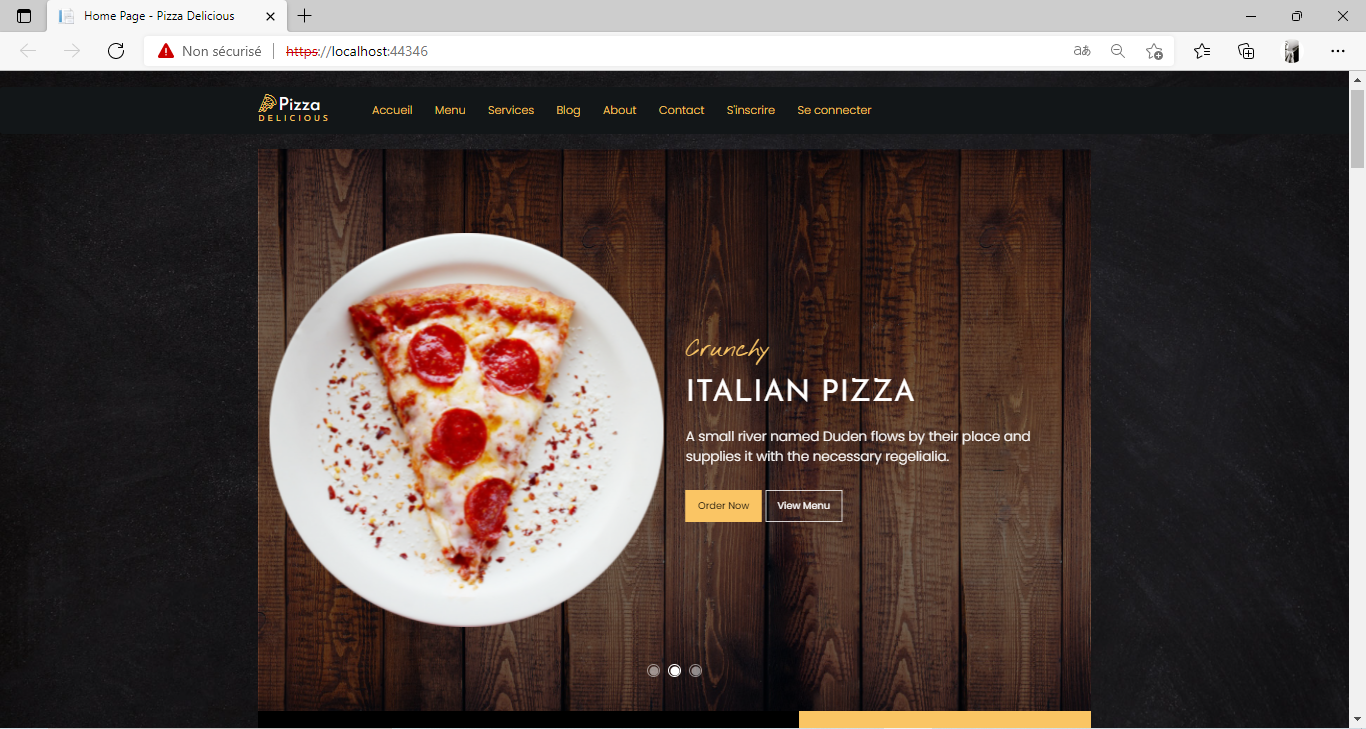 Home Page - Pizza Delicious
Non sécurisé https://localhost:44346 aあ
Pizza
DELICIOUS
Accueil Menu Services Blog About Contact S'inscrire Se connecter
Crunchy
ITALIAN PIZZA
A small river named Duden flows by their place and
supplies it with the necessary regelialia.
Order Now View Menu